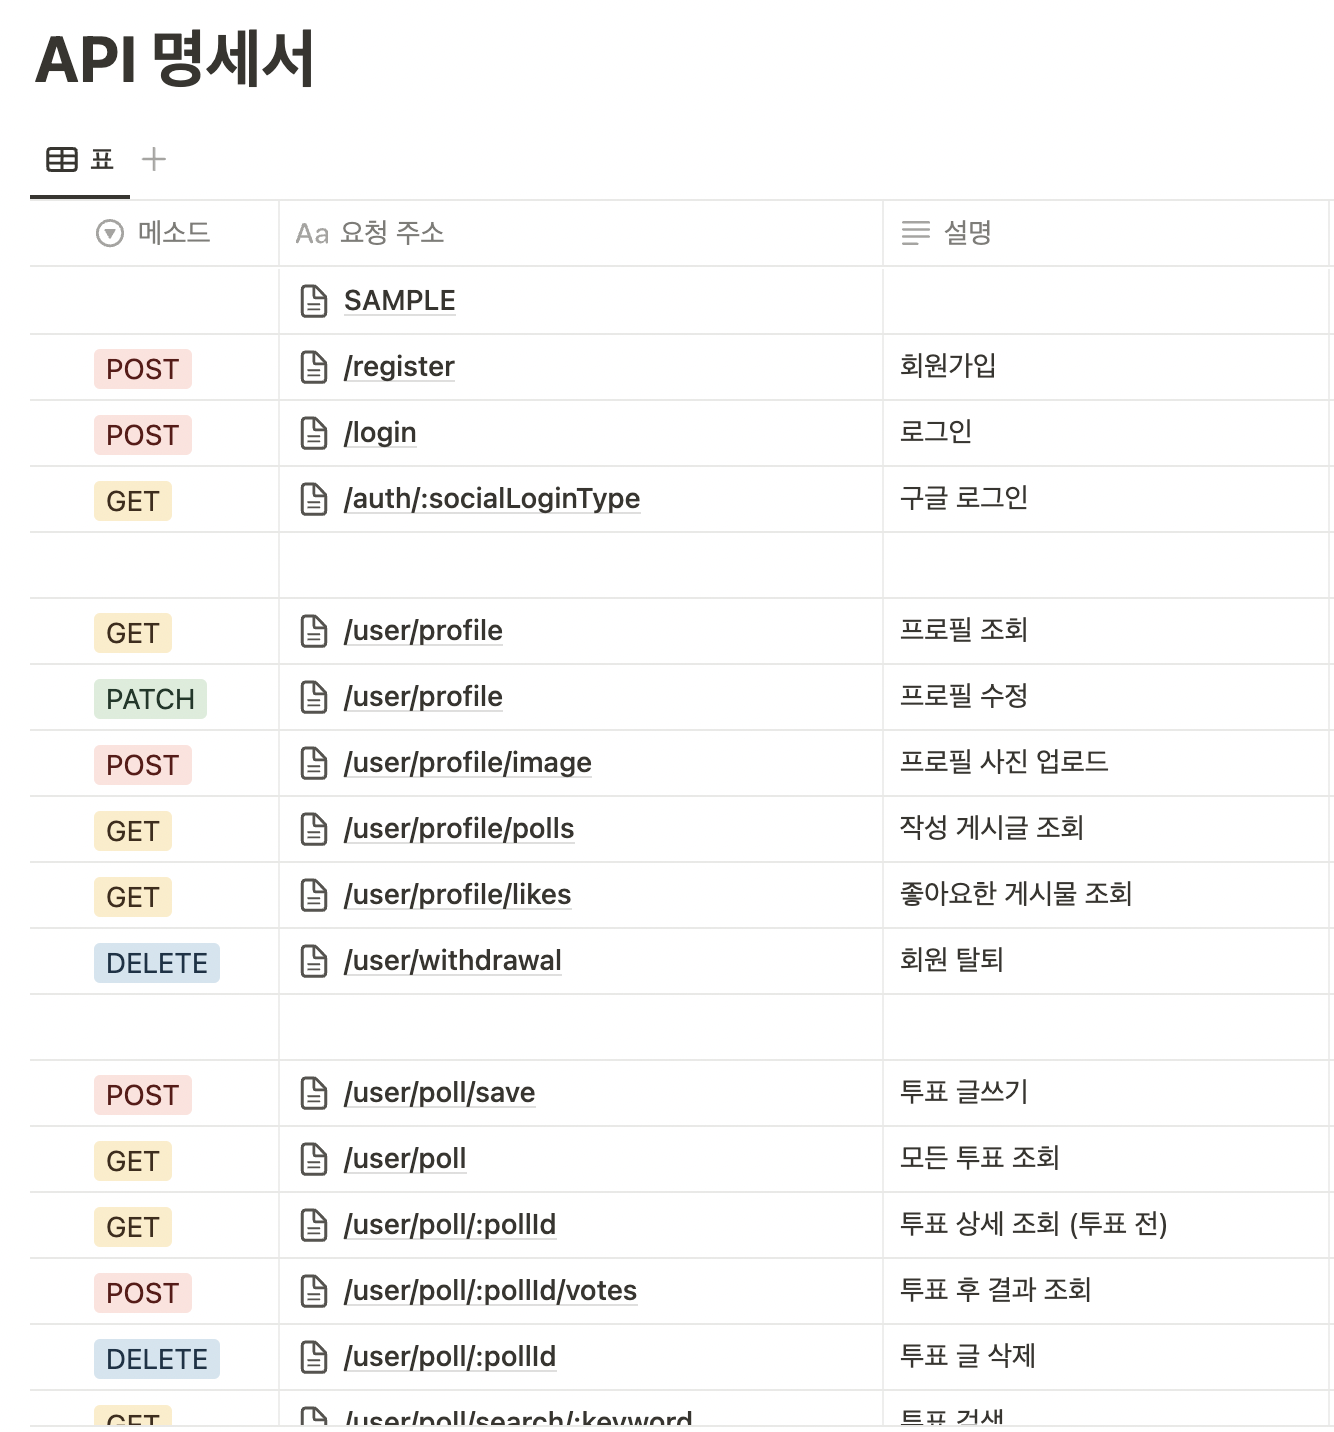 API 명세서
표
메소드 Aa 요청 주소 설명
SAMPLE
POST /register 회원가입
POST /login 로그인
GET /auth/:socialLoginType 구글 로그인
GET /user/profile 프로필 조회
PATCH /user/profile 프로필 수정
POST /user/profile/image 프로필 사진 업로드
GET /user/profile/polls 작성 게시글 조회
GET /user/profile/likes 좋아요한 게시물 조회
DELETE /user/withdrawal 회원 탈퇴
POST /user/poll/save 투표 글쓰기
GET /user/poll 모든 투표 조회
GET /user/poll/:pollId 투표 상세 조회 (투표 전)
POST /user/poll/:pollId/votes 투표 후 결과 조회
DELETE /user/poll/:pollId 투표 글 삭제
GET /user/poll/search/:keyword 투표 검색